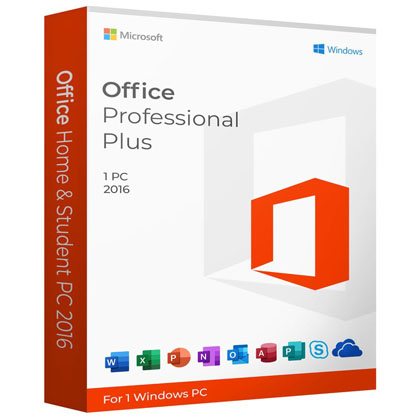 Microsoft
Windows
Office
Professional
Plus
1 PC
2016
Office Home & Student PC 2016
W
X
P
N
O
A
P
S
For 1 Windows PC